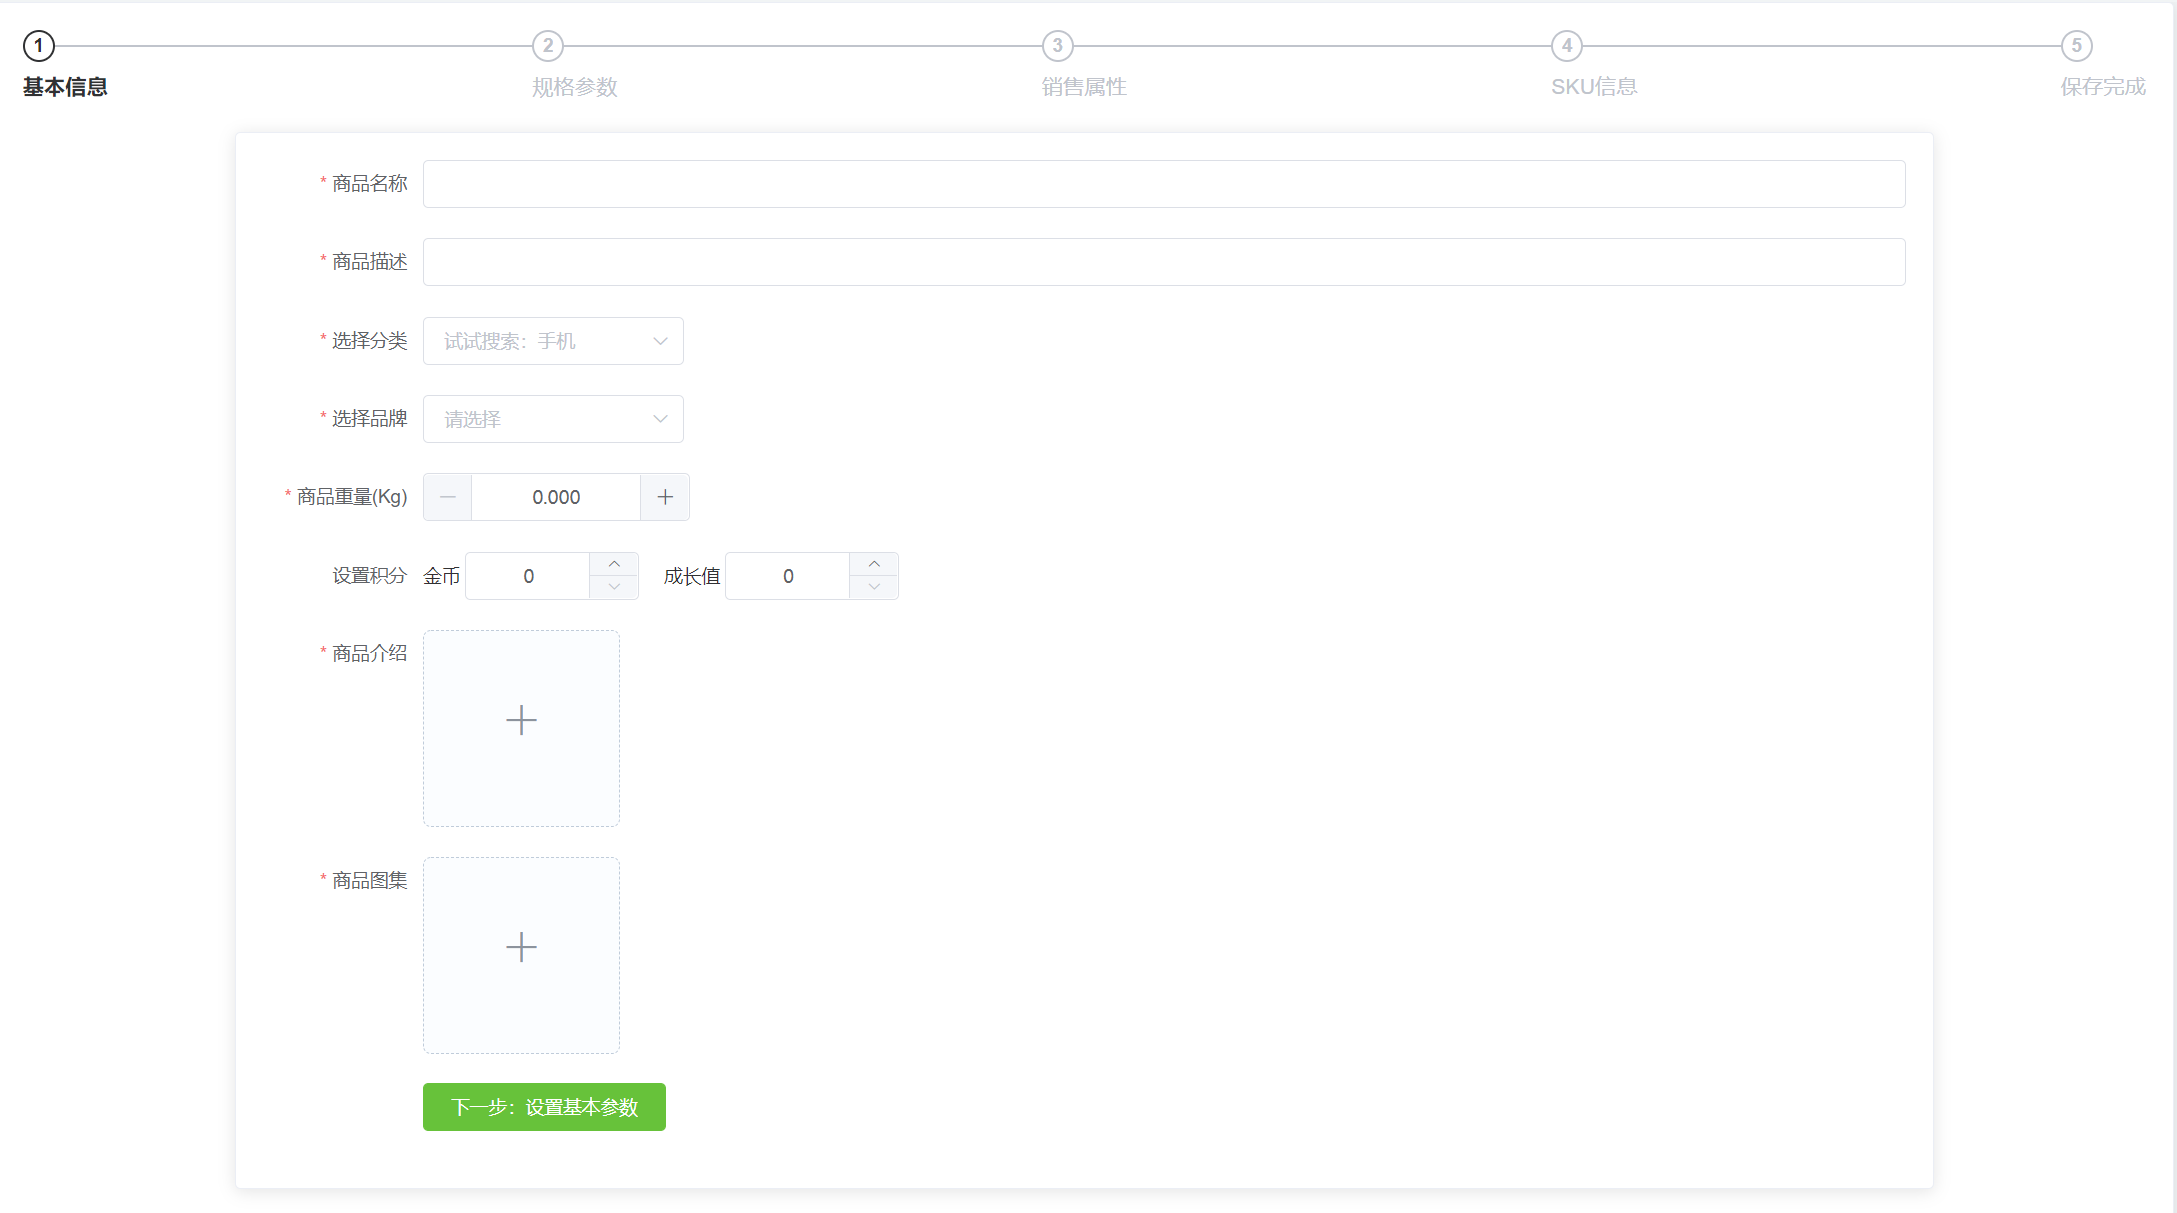 1 2 3 4 5
基本信息 规格参数 销售属性 SKU信息 保存完成
* 商品名称
* 商品描述
* 选择分类 试试搜索：手机
* 选择品牌 请选择
* 商品重量(Kg) 0.000
设置积分 金币 0 成长值 0
* 商品介绍
* 商品图集
下一步：设置基本参数